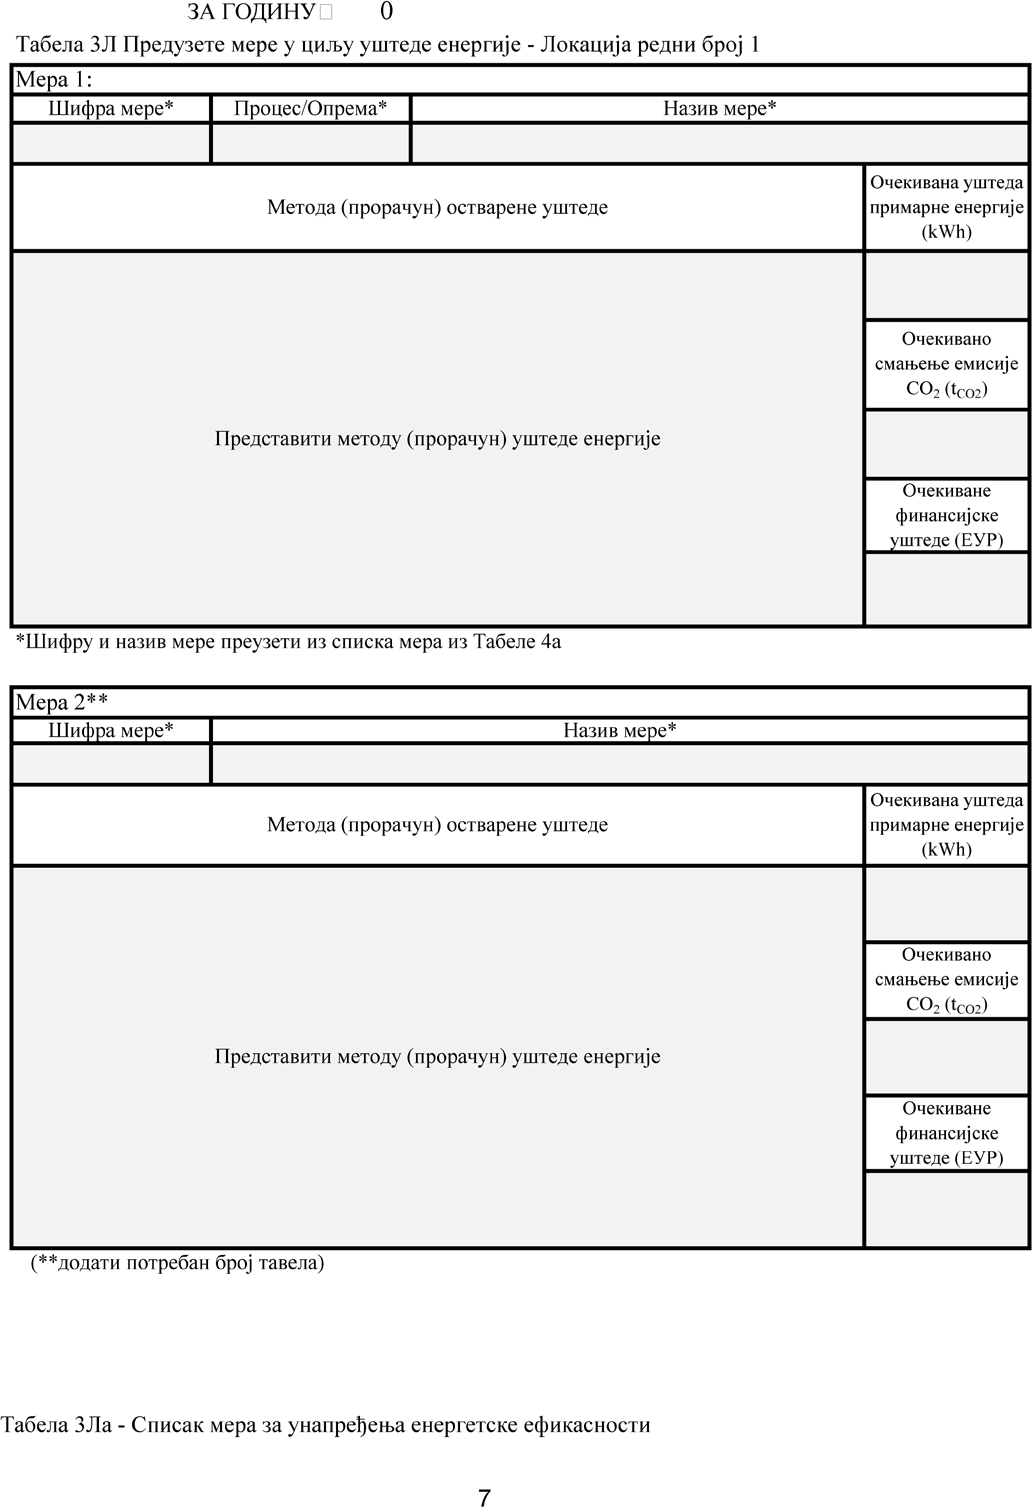 ЗА ГОДИНУ□ 0
Табела 3Л Предузете мере у циљу уштеде енергије - Локација редни број 1
Мера 1:
Шифра мере* Процес/Опрема* Назив мере*
Метода (прорачун) остварене уштеде
Очекивана уштеда
примарне енергије
(kWh)
Представити методу (прорачун) уштеде енергије
Очекивано
смањење емисије
CO₂ (tCO2)
Очекиване
финансијске
уштеде (ЕУР)
*Шифру и назив мере преузети из списка мера из Табеле 4а
Мера 2**
Шифра мере* Назив мере*
Метода (прорачун) остварене уштеде
Очекивана уштеда
примарне енергије
(kWh)
Представити методу (прорачун) уштеде енергије
Очекивано
смањење емисије
CO₂ (tCO2)
Очекиване
финансијске
уштеде (ЕУР)
(**додати потребан број тавела)
Табела 3Ла - Списак мера за унапређења енергетске ефикасности
7